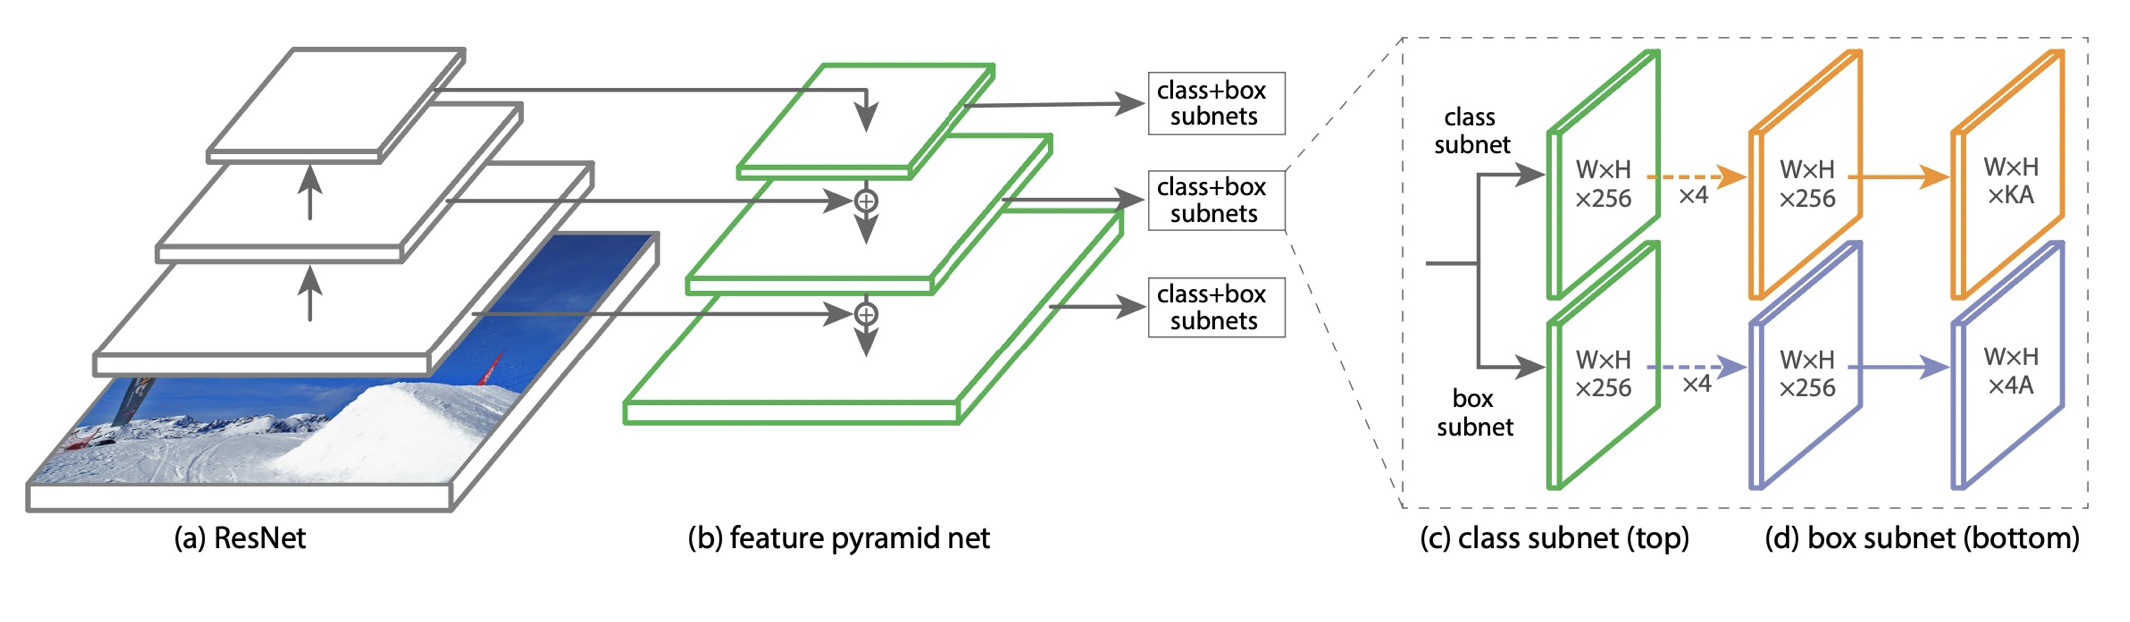 class+box
subnets
class+box
subnets
class+box
subnets
class
subnet
W×H
×256
×4
W×H
×256
W×H
×KA
box
subnet
W×H
×256
×4
W×H
×256
W×H
×4A
(a) ResNet
(b) feature pyramid net
(c) class subnet (top)
(d) box subnet (bottom)